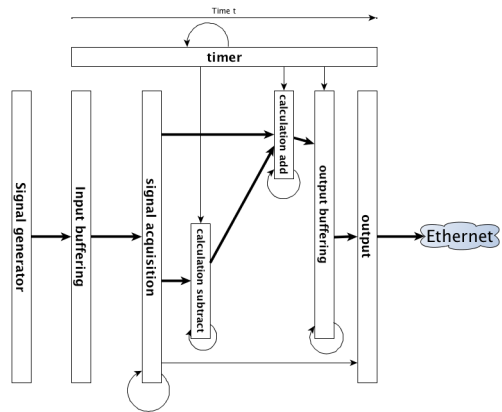 Time t
timer
Signal generator
Input buffering
signal acquisition
calculation subtract
calculation add
output buffering
output
Ethernet